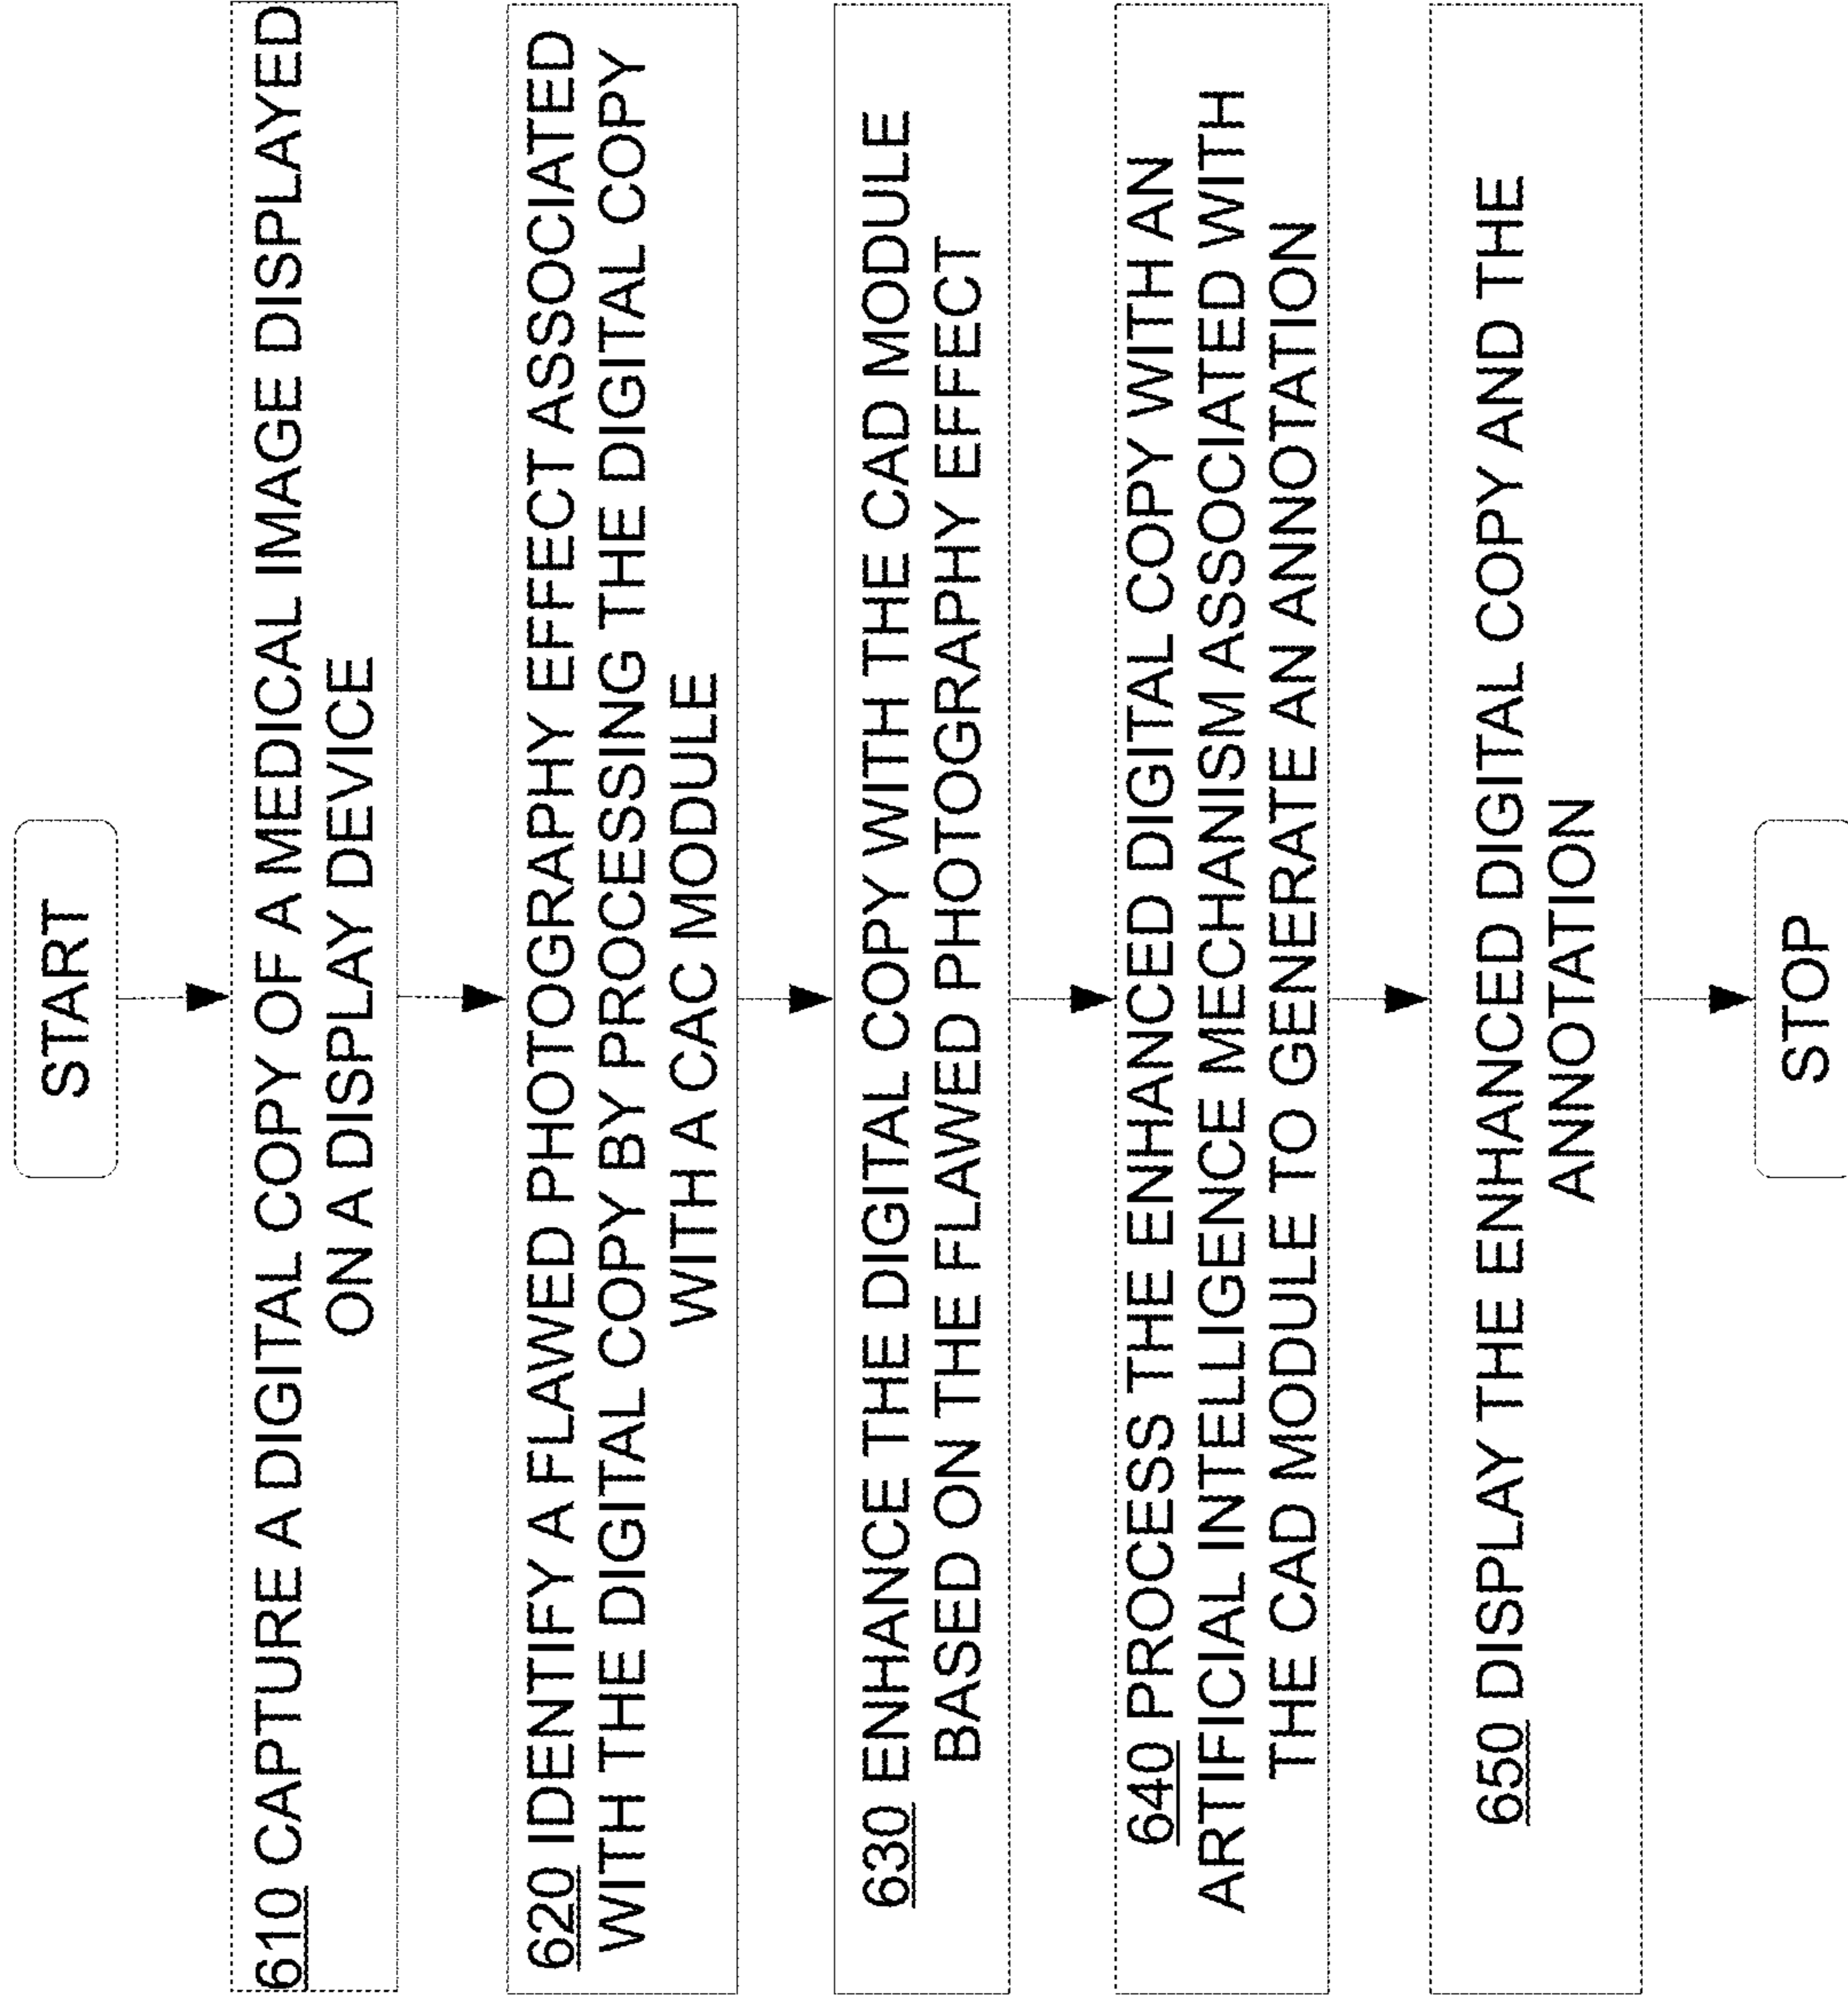 START
610 CAPTURE A DIGITAL COPY OF A MEDICAL IMAGE DISPLAYED
ON A DISPLAY DEVICE
620 IDENTIFY A FLAWED PHOTOGRAPHY EFFECT ASSOCIATED
WITH THE DIGITAL COPY BY PROCESSING THE DIGITAL COPY
WITH A CAC MODULE
630 ENHANCE THE DIGITAL COPY WITH THE CAD MODULE
BASED ON THE FLAWED PHOTOGRAPHY EFFECT
640 PROCESS THE ENHANCED DIGITAL COPY WITH AN
ARTIFICIAL INTELLIGENCE MECHANISM ASSOCIATED WITH
THE CAD MODULE TO GENERATE AN ANNOTATION
650 DISPLAY THE ENHANCED DIGITAL COPY AND THE
ANNOTATION
STOP